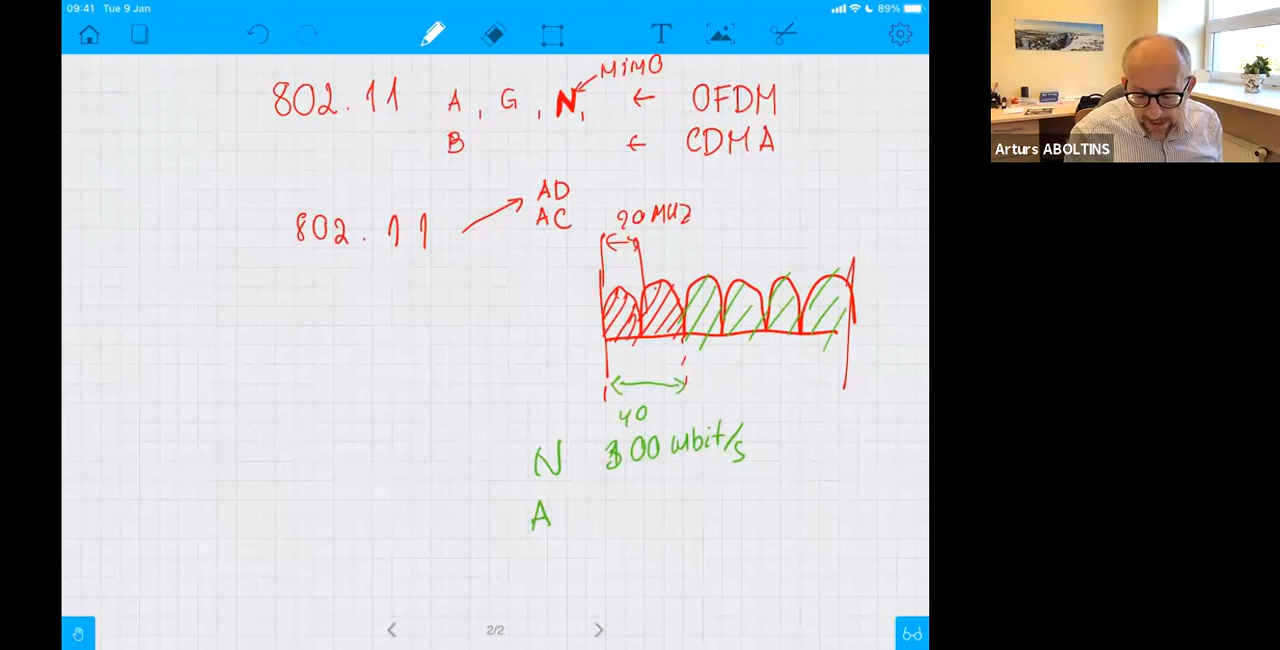 09:41 Tue 9 Jan
89%
MiMO
802.11 A, G, N, ← OFDM
B ← CDMA
AD
802.11 AC
20 MHZ
40
N 300 mbit/s
A
2/2
Arturs ABOLTINS